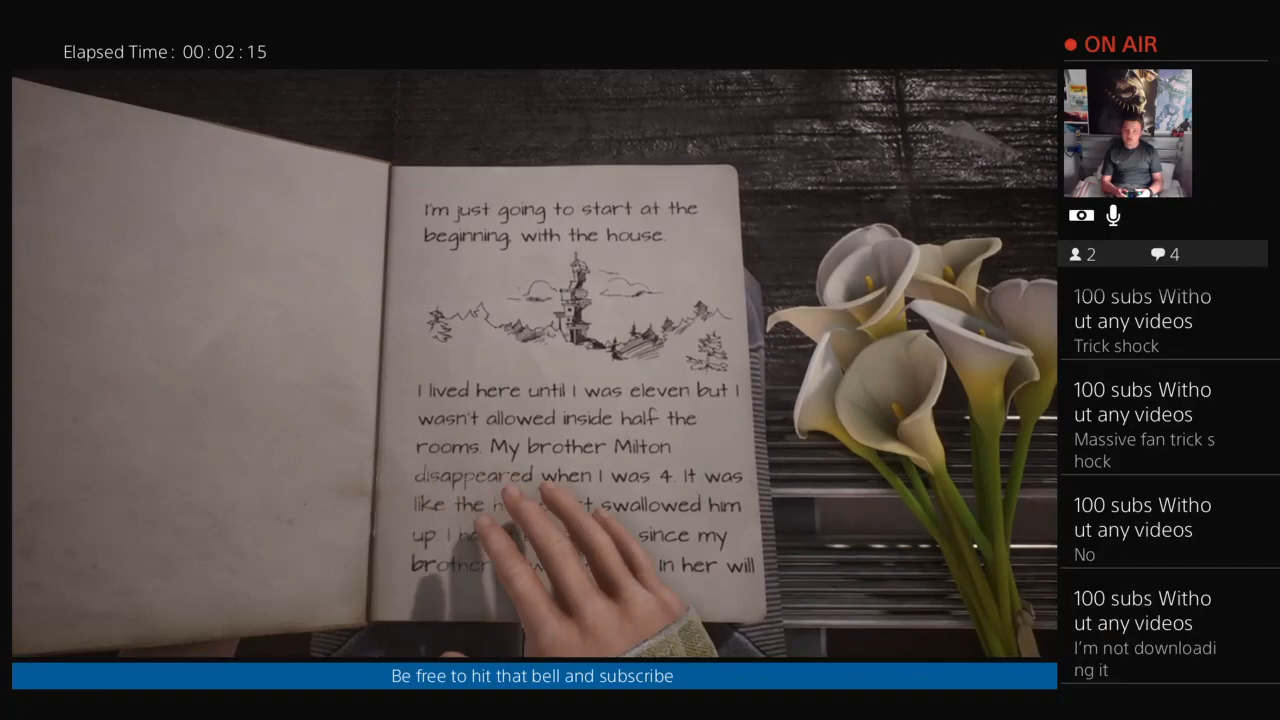 Elapsed Time: 00:02:15
ON AIR
I'm just going to start at the
beginning, with the house.
I lived here until I was eleven but I
wasn't allowed inside half the
rooms. My brother Milton
disappeared when I was 4. It was
like the swallowed him
up. I since my
brother In her will
Be free to hit that bell and subscribe
2 4
100 subs Witho
ut any videos
Trick shock
100 subs Witho
ut any videos
Massive fan trick s
hock
100 subs Witho
ut any videos
No
100 subs Witho
ut any videos
I'm not downloadi
ng it